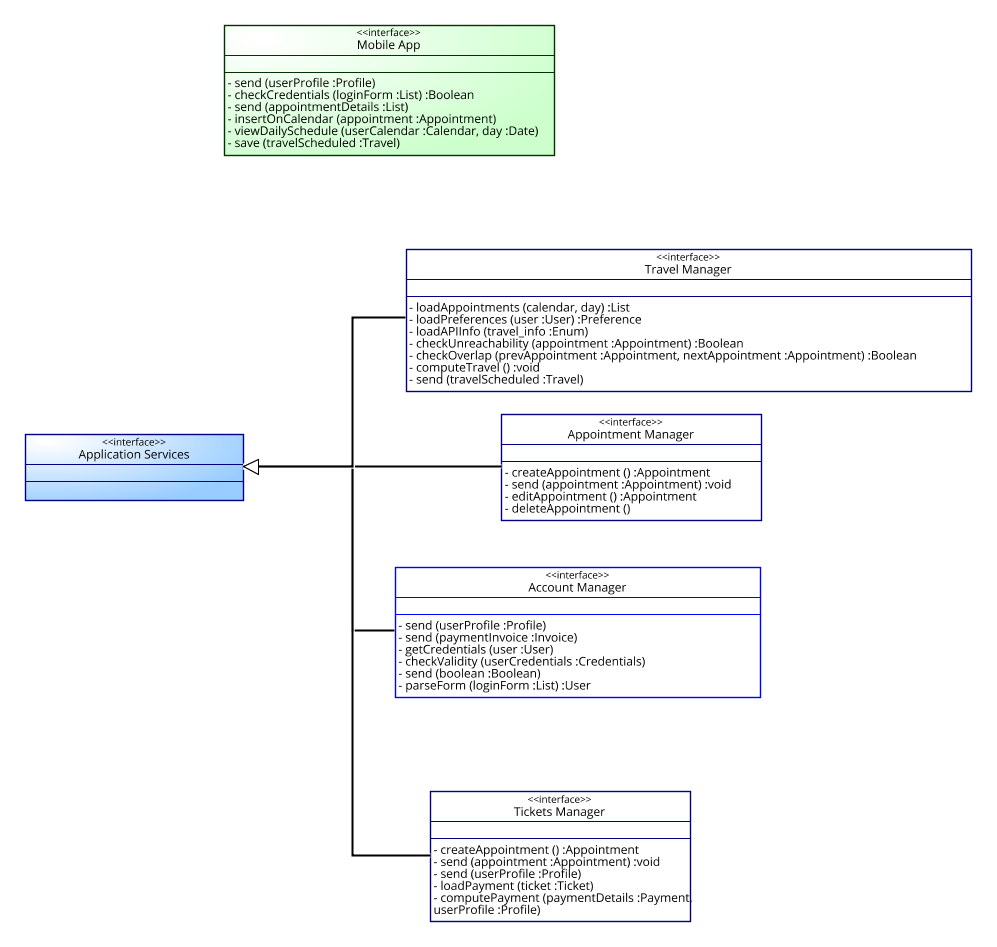 <<interface>>
Mobile App
- send (userProfile :Profile)
- checkCredentials (loginForm :List) :Boolean
- send (appointmentDetails :List)
- insertOnCalendar (appointment :Appointment)
- viewDailySchedule (userCalendar :Calendar, day :Date)
- save (travelScheduled :Travel)
<<interface>>
Travel Manager
- loadAppointments (calendar, day) :List
- loadPreferences (user :User) :Preference
- loadAPIInfo (travel_info :Enum)
- checkUnreachability (appointment :Appointment) :Boolean
- checkOverlap (prevAppointment :Appointment, nextAppointment :Appointment) :Boolean
- computeTravel () :void
- send (travelScheduled :Travel)
<<interface>>
Application Services
<<interface>>
Appointment Manager
- createAppointment () :Appointment
- send (appointment :Appointment) :void
- editAppointment () :Appointment
- deleteAppointment ()
<<interface>>
Account Manager
- send (userProfile :Profile)
- send (paymentInvoice :Invoice)
- getCredentials (user :User)
- checkValidity (userCredentials :Credentials)
- send (boolean :Boolean)
- parseForm (loginForm :List) :User
<<interface>>
Tickets Manager
- createAppointment () :Appointment
- send (appointment :Appointment) :void
- send (userProfile :Profile)
- loadPayment (ticket :Ticket)
- computePayment (paymentDetails :Payment,
userProfile :Profile)